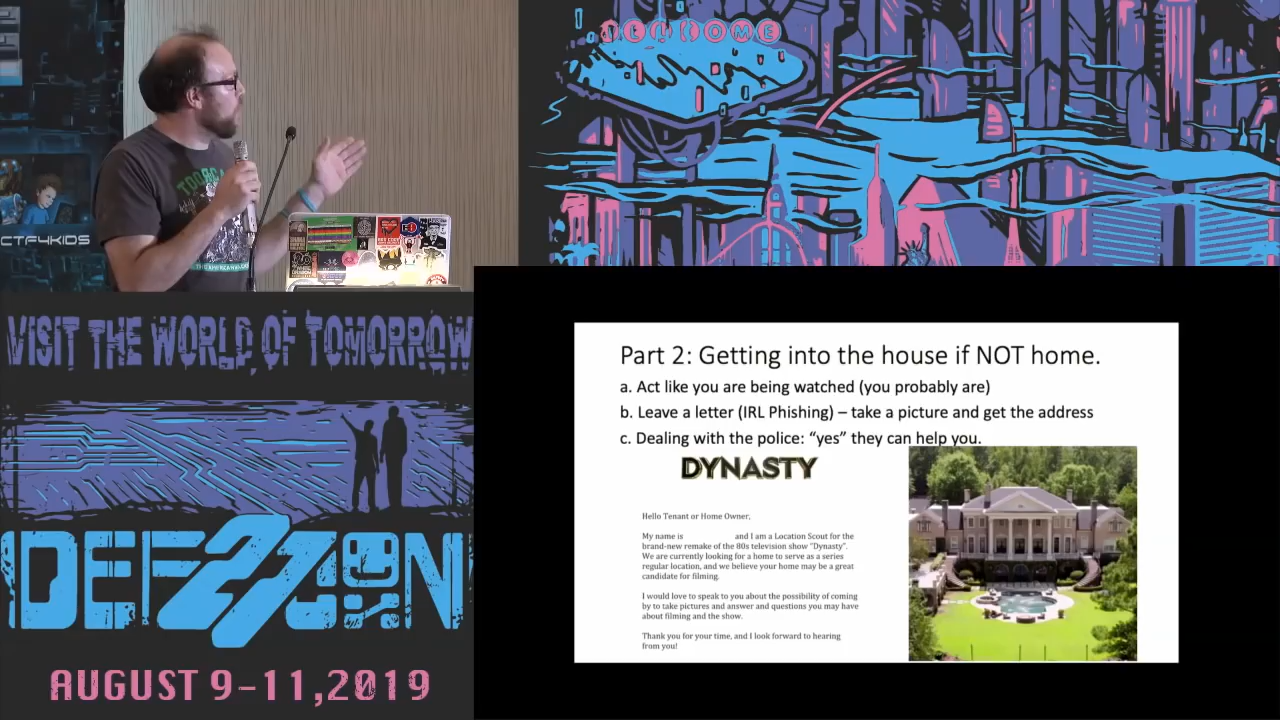 WELCOME
CTF4KIDS
VISIT THE WORLD OF TOMORROW
DEFCON
27
AUGUST 9-11,2019
Part 2: Getting into the house if NOT home.
a. Act like you are being watched (you probably are)
b. Leave a letter (IRL Phishing) – take a picture and get the address
c. Dealing with the police: “yes” they can help you.
DYNASTY
Hello Tenant or Home Owner,
My name is and I am a Location Scout for the
brand-new remake of the 80s television show "Dynasty".
We are currently looking for a home to serve as a series
regular location, and we believe your home may be a great
candidate for filming.
I would love to speak to you about the possibility of coming
by to take pictures and answer and questions you may have
about filming and the show.
Thank you for your time, and I look forward to hearing
from you!